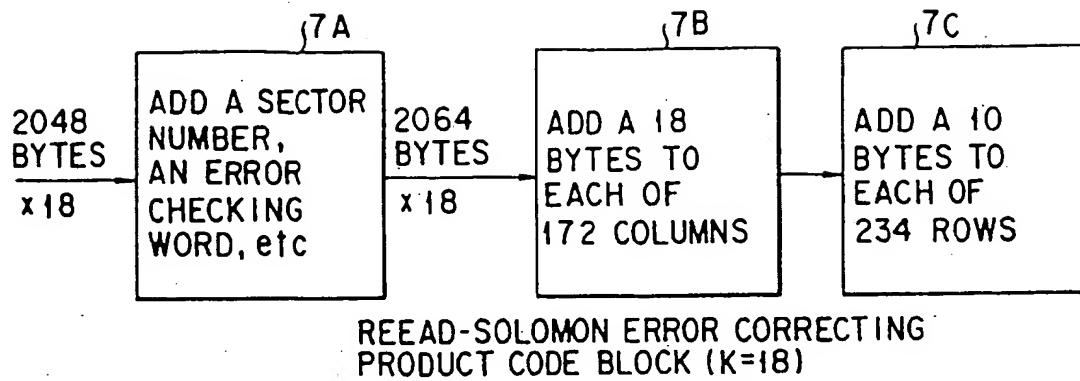 7A
7B
7C
2048
BYTES
x 18
ADD A SECTOR
NUMBER,
AN ERROR
CHECKING
WORD, etc
2064
BYTES
x 18
ADD A 18
BYTES TO
EACH OF
172 COLUMNS
ADD A 10
BYTES TO
EACH OF
234 ROWS
REEAD-SOLOMON ERROR CORRECTING
PRODUCT CODE BLOCK (K=18)